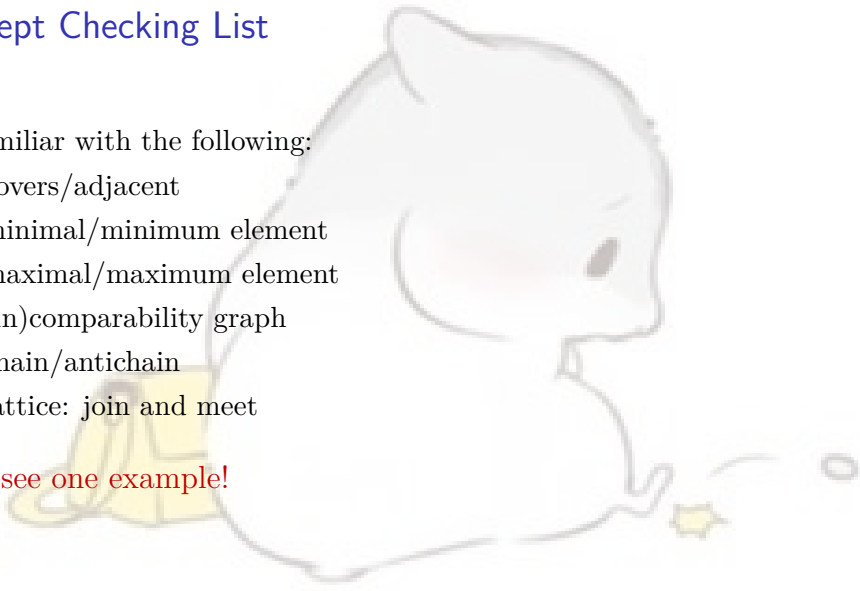 ept Checking List
miliar with the following:
overs/adjacent
inimal/minimum element
naximal/maximum element
n)comparability graph
hain/antichain
attice: join and meet
see one example!